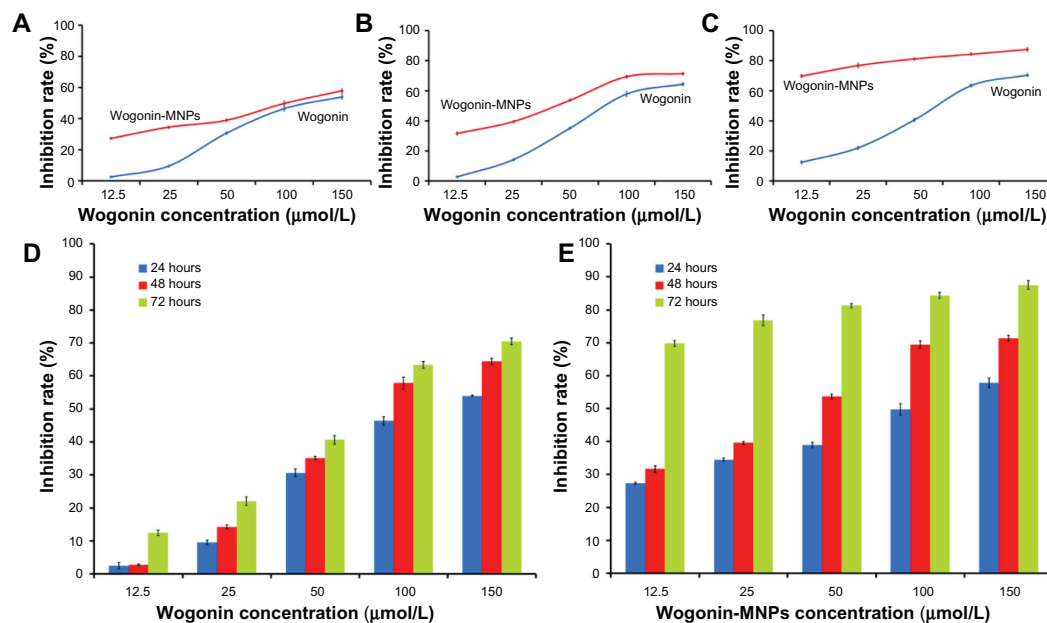 A
Inhibition rate (%)
100
80
60
40
20
0
Wogonin-MNPs
Wogonin
12.5 25 50 100 150
Wogonin concentration (µmol/L)
B
Inhibition rate (%)
100
80
60
40
20
0
Wogonin-MNPs
Wogonin
12.5 25 50 100 150
Wogonin concentration (µmol/L)
C
Inhibition rate (%)
100
80
60
40
20
0
Wogonin-MNPs
Wogonin
12.5 25 50 100 150
Wogonin concentration (µmol/L)
D
Inhibition rate (%)
100
90
80
70
60
50
40
30
20
10
0
24 hours
48 hours
72 hours
12.5 25 50 100 150
Wogonin concentration (µmol/L)
E
Inhibition rate (%)
100
90
80
70
60
50
40
30
20
10
0
24 hours
48 hours
72 hours
12.5 25 50 100 150
Wogonin-MNPs concentration (µmol/L)